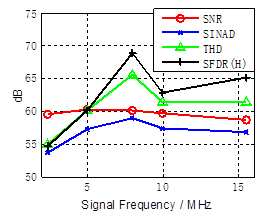 75
70
65
60
55
50
dB
5
10
15
Signal Frequency / MHz
SNR
SINAD
THD
SFDR(H)